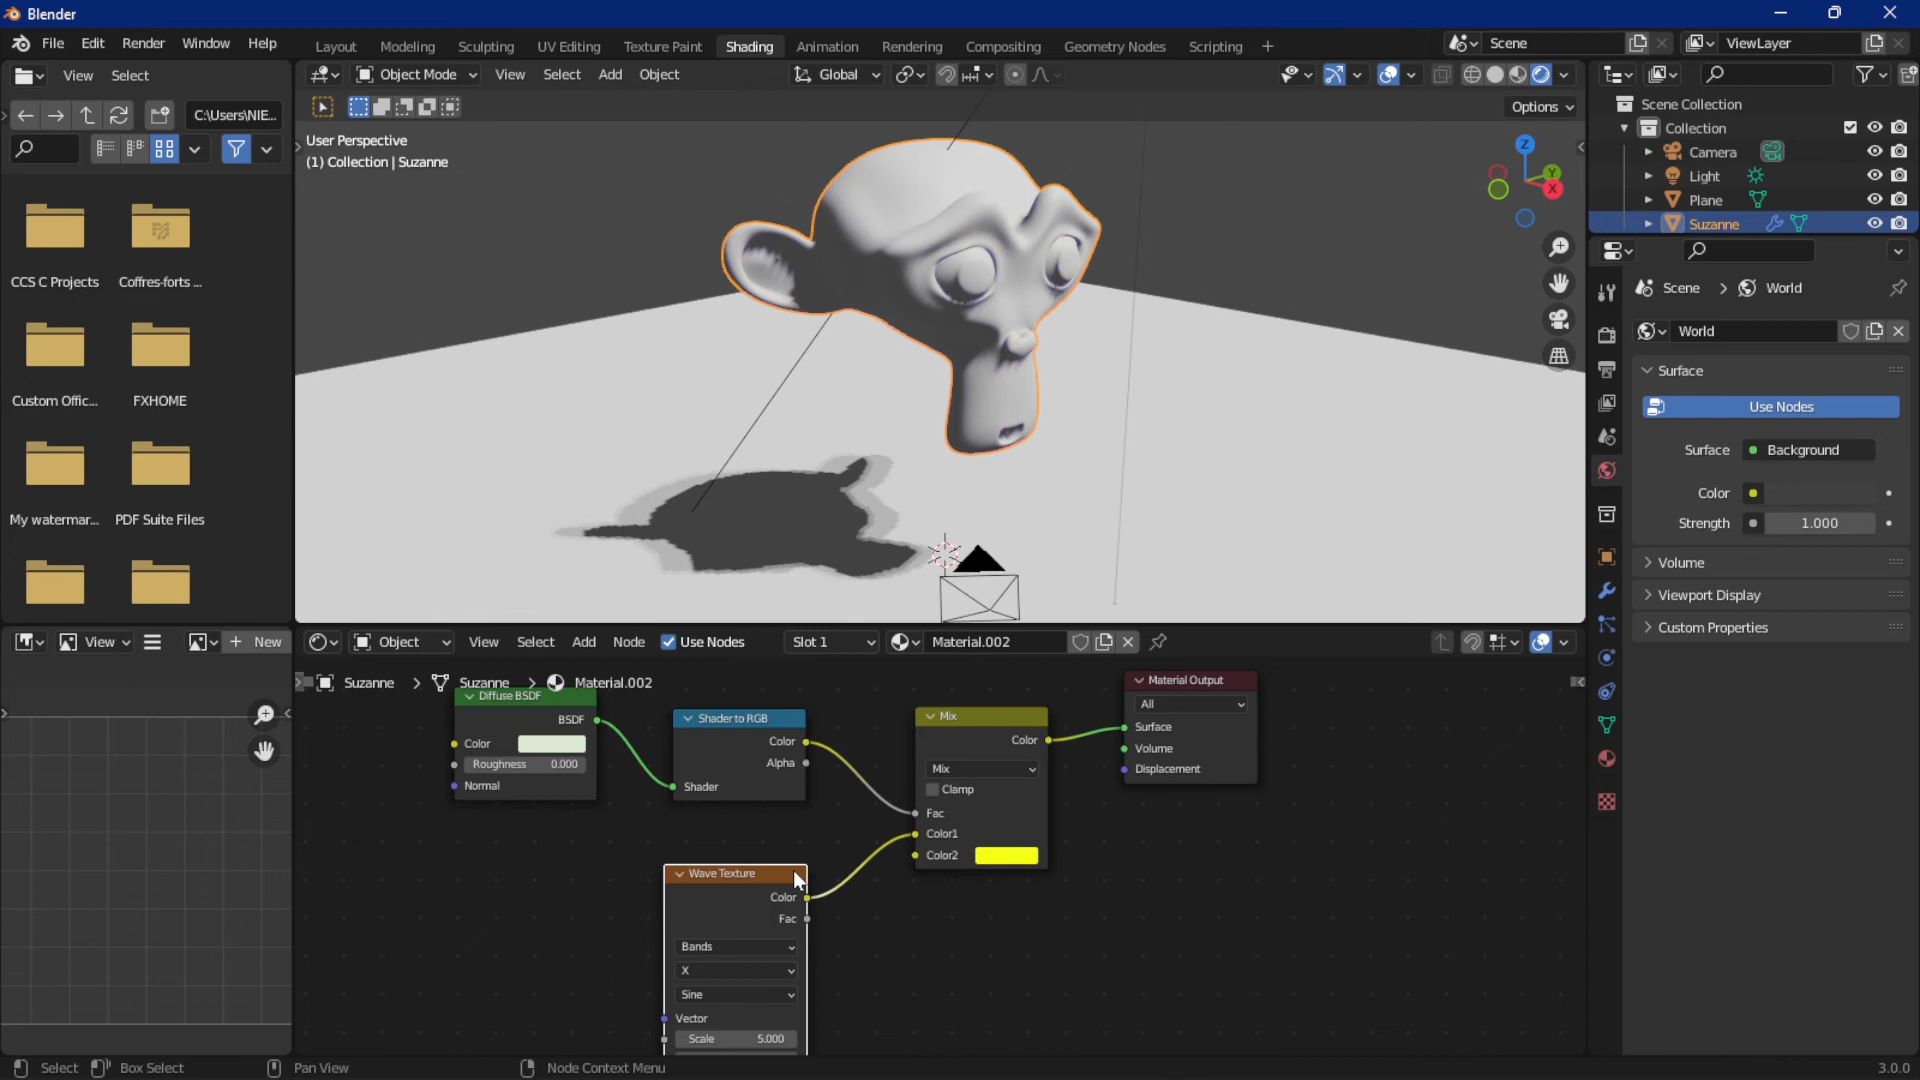 Blender
File Edit Render Window Help
Layout Modeling Sculpting UV Editing Texture Paint Shading Animation Rendering Compositing Geometry Nodes Scripting +
Scene
ViewLayer
View Select
Object Mode View Select Add Object
Global
C:\Users\NIE...
Options
User Perspective
(1) Collection | Suzanne
Z
Y
X
Scene Collection
Collection
Camera
Light
Plane
Suzanne
CCS C Projects
Coffres-forts ...
Custom Offic...
FXHOME
My watermar...
PDF Suite Files
Scene > World
World
Surface
Use Nodes
Surface Background
Color
Strength 1.000
Volume
Viewport Display
Custom Properties
View
+ New
Object View Select Add Node Use Nodes Slot 1 Material.002
Suzanne > Suzanne > Material.002
Diffuse BSDF
BSDF
Color
Roughness 0.000
Normal
Shader to RGB
Color
Alpha
Shader
Mix
Color
Mix
Clamp
Fac
Color1
Color2
Material Output
All
Surface
Volume
Displacement
Wave Texture
Color
Fac
Bands
X
Sine
Vector
Scale 5.000
Select Box Select Pan View Node Context Menu 3.0.0